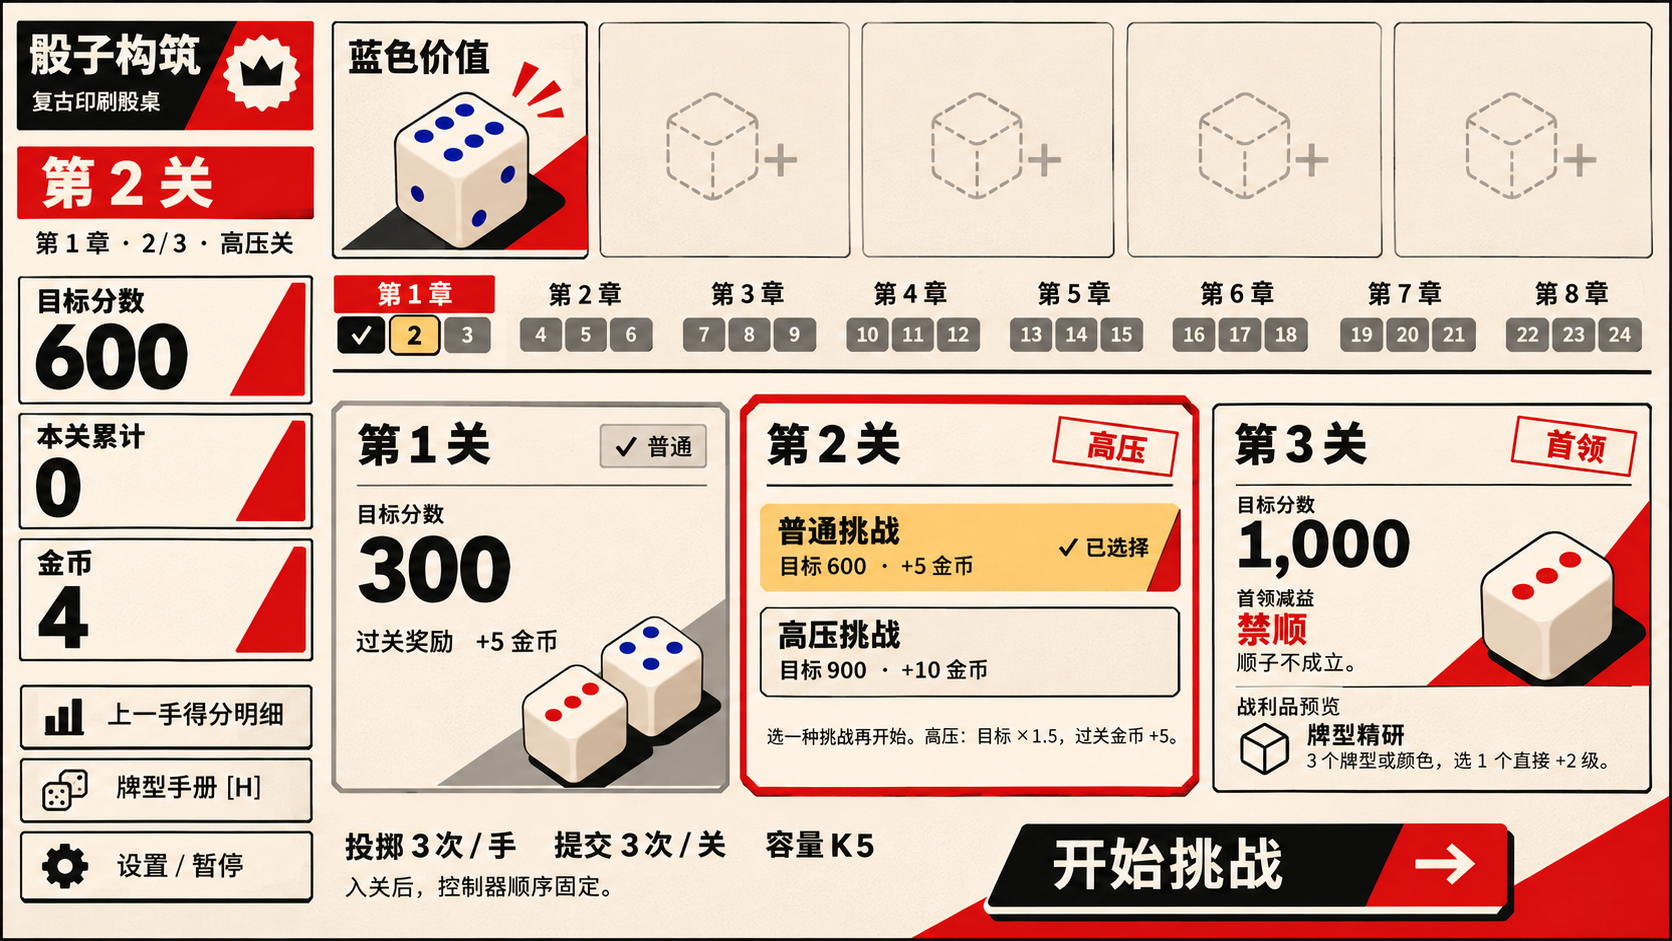 骰子构筑
复古印刷骰桌
第2关
第1章 · 2/3 · 高压关
目标分数
600
本关累计
0
金币
4
上一手得分明细
牌型手册 [H]
设置 / 暂停
蓝色价值
+
+
+
+
第1章
第2章
第3章
第4章
第5章
第6章
第7章
第8章
✓ 2 3
4 5 6
7 8 9
10 11 12
13 14 15
16 17 18
19 20 21
22 23 24
第1关
✓ 普通
目标分数
300
过关奖励 +5 金币
第2关
高压
普通挑战
目标 600 · +5 金币
✓ 已选择
高压挑战
目标 900 · +10 金币
选一种挑战再开始。高压：目标 ×1.5，过关金币 +5。
第3关
首领
目标分数
1,000
首领减益
禁顺
顺子不成立。
战利品预览
牌型精研
3 个牌型或颜色，选 1 个直接 +2 级。
投掷 3次 / 手 提交 3次 / 关 容量 K5
入关后，控制器顺序固定。
开始挑战 →